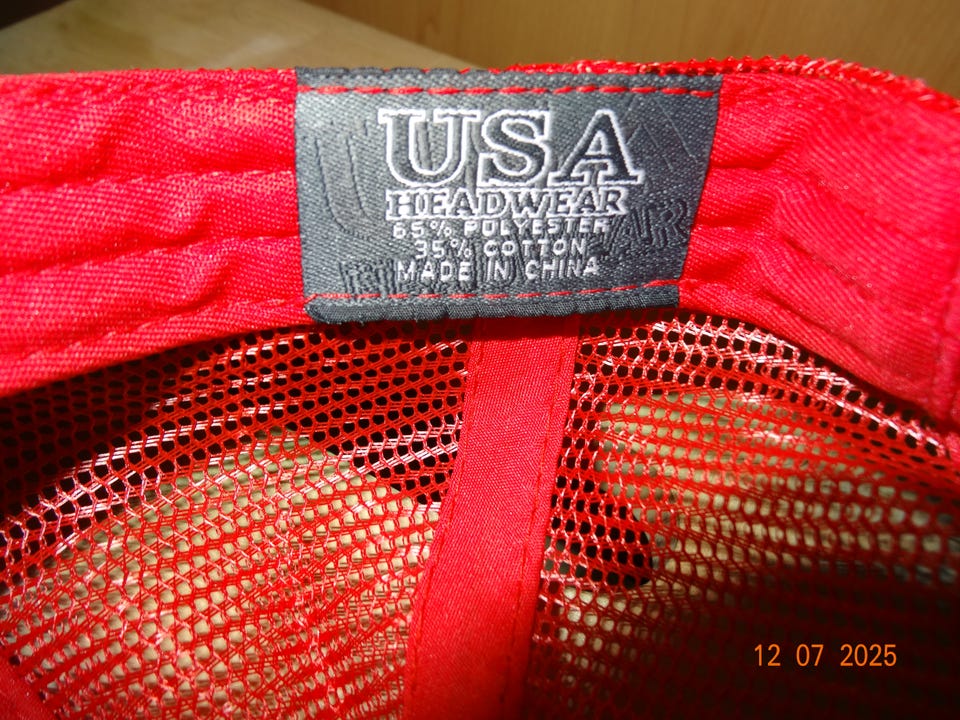 USA
HEADWEAR
65% POLYESTER
35% COTTON
MADE IN CHINA
12 07 2025